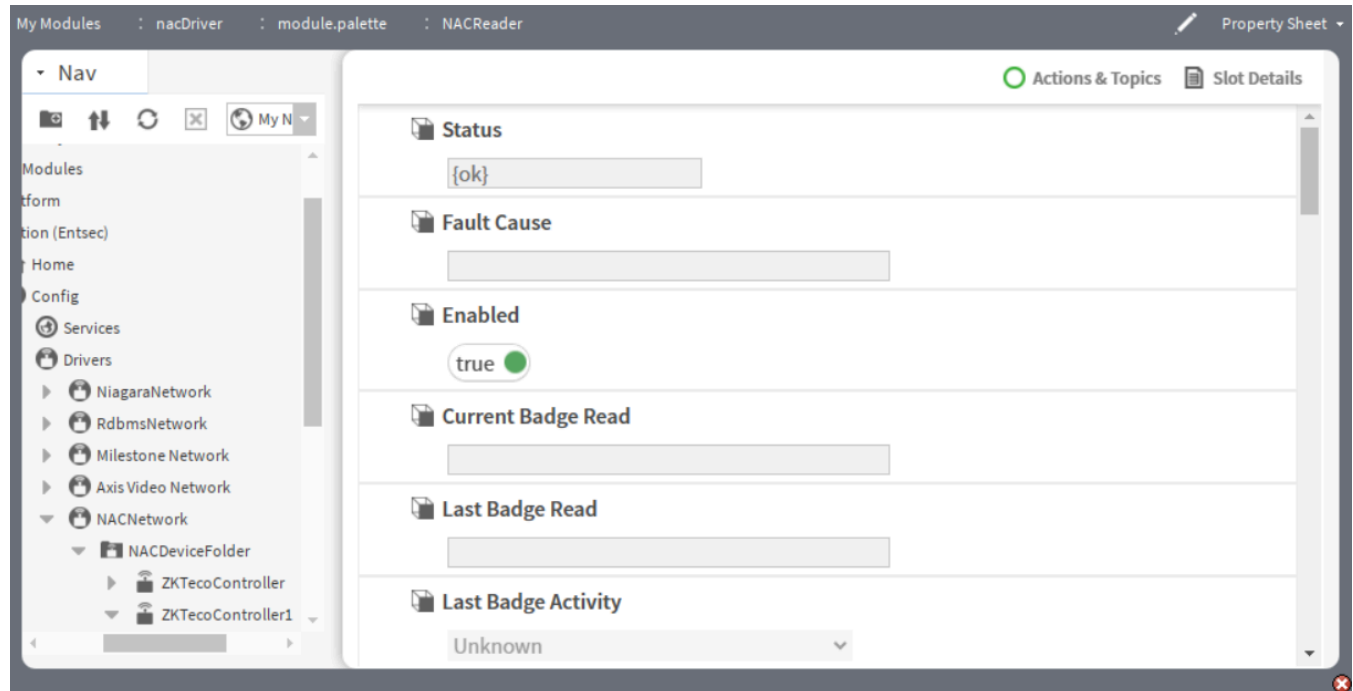 My Modules : nacDriver : module.palette : NACReader
Property Sheet
Nav
My N
Modules
tform
tion (Entsec)
Home
Config
Services
Drivers
NiagaraNetwork
RdbmsNetwork
Milestone Network
Axis Video Network
NACNetwork
NACDeviceFolder
ZKTecoController
ZKTecoController1
Actions & Topics
Slot Details
Status
{ok}
Fault Cause
Enabled
true
Current Badge Read
Last Badge Read
Last Badge Activity
Unknown